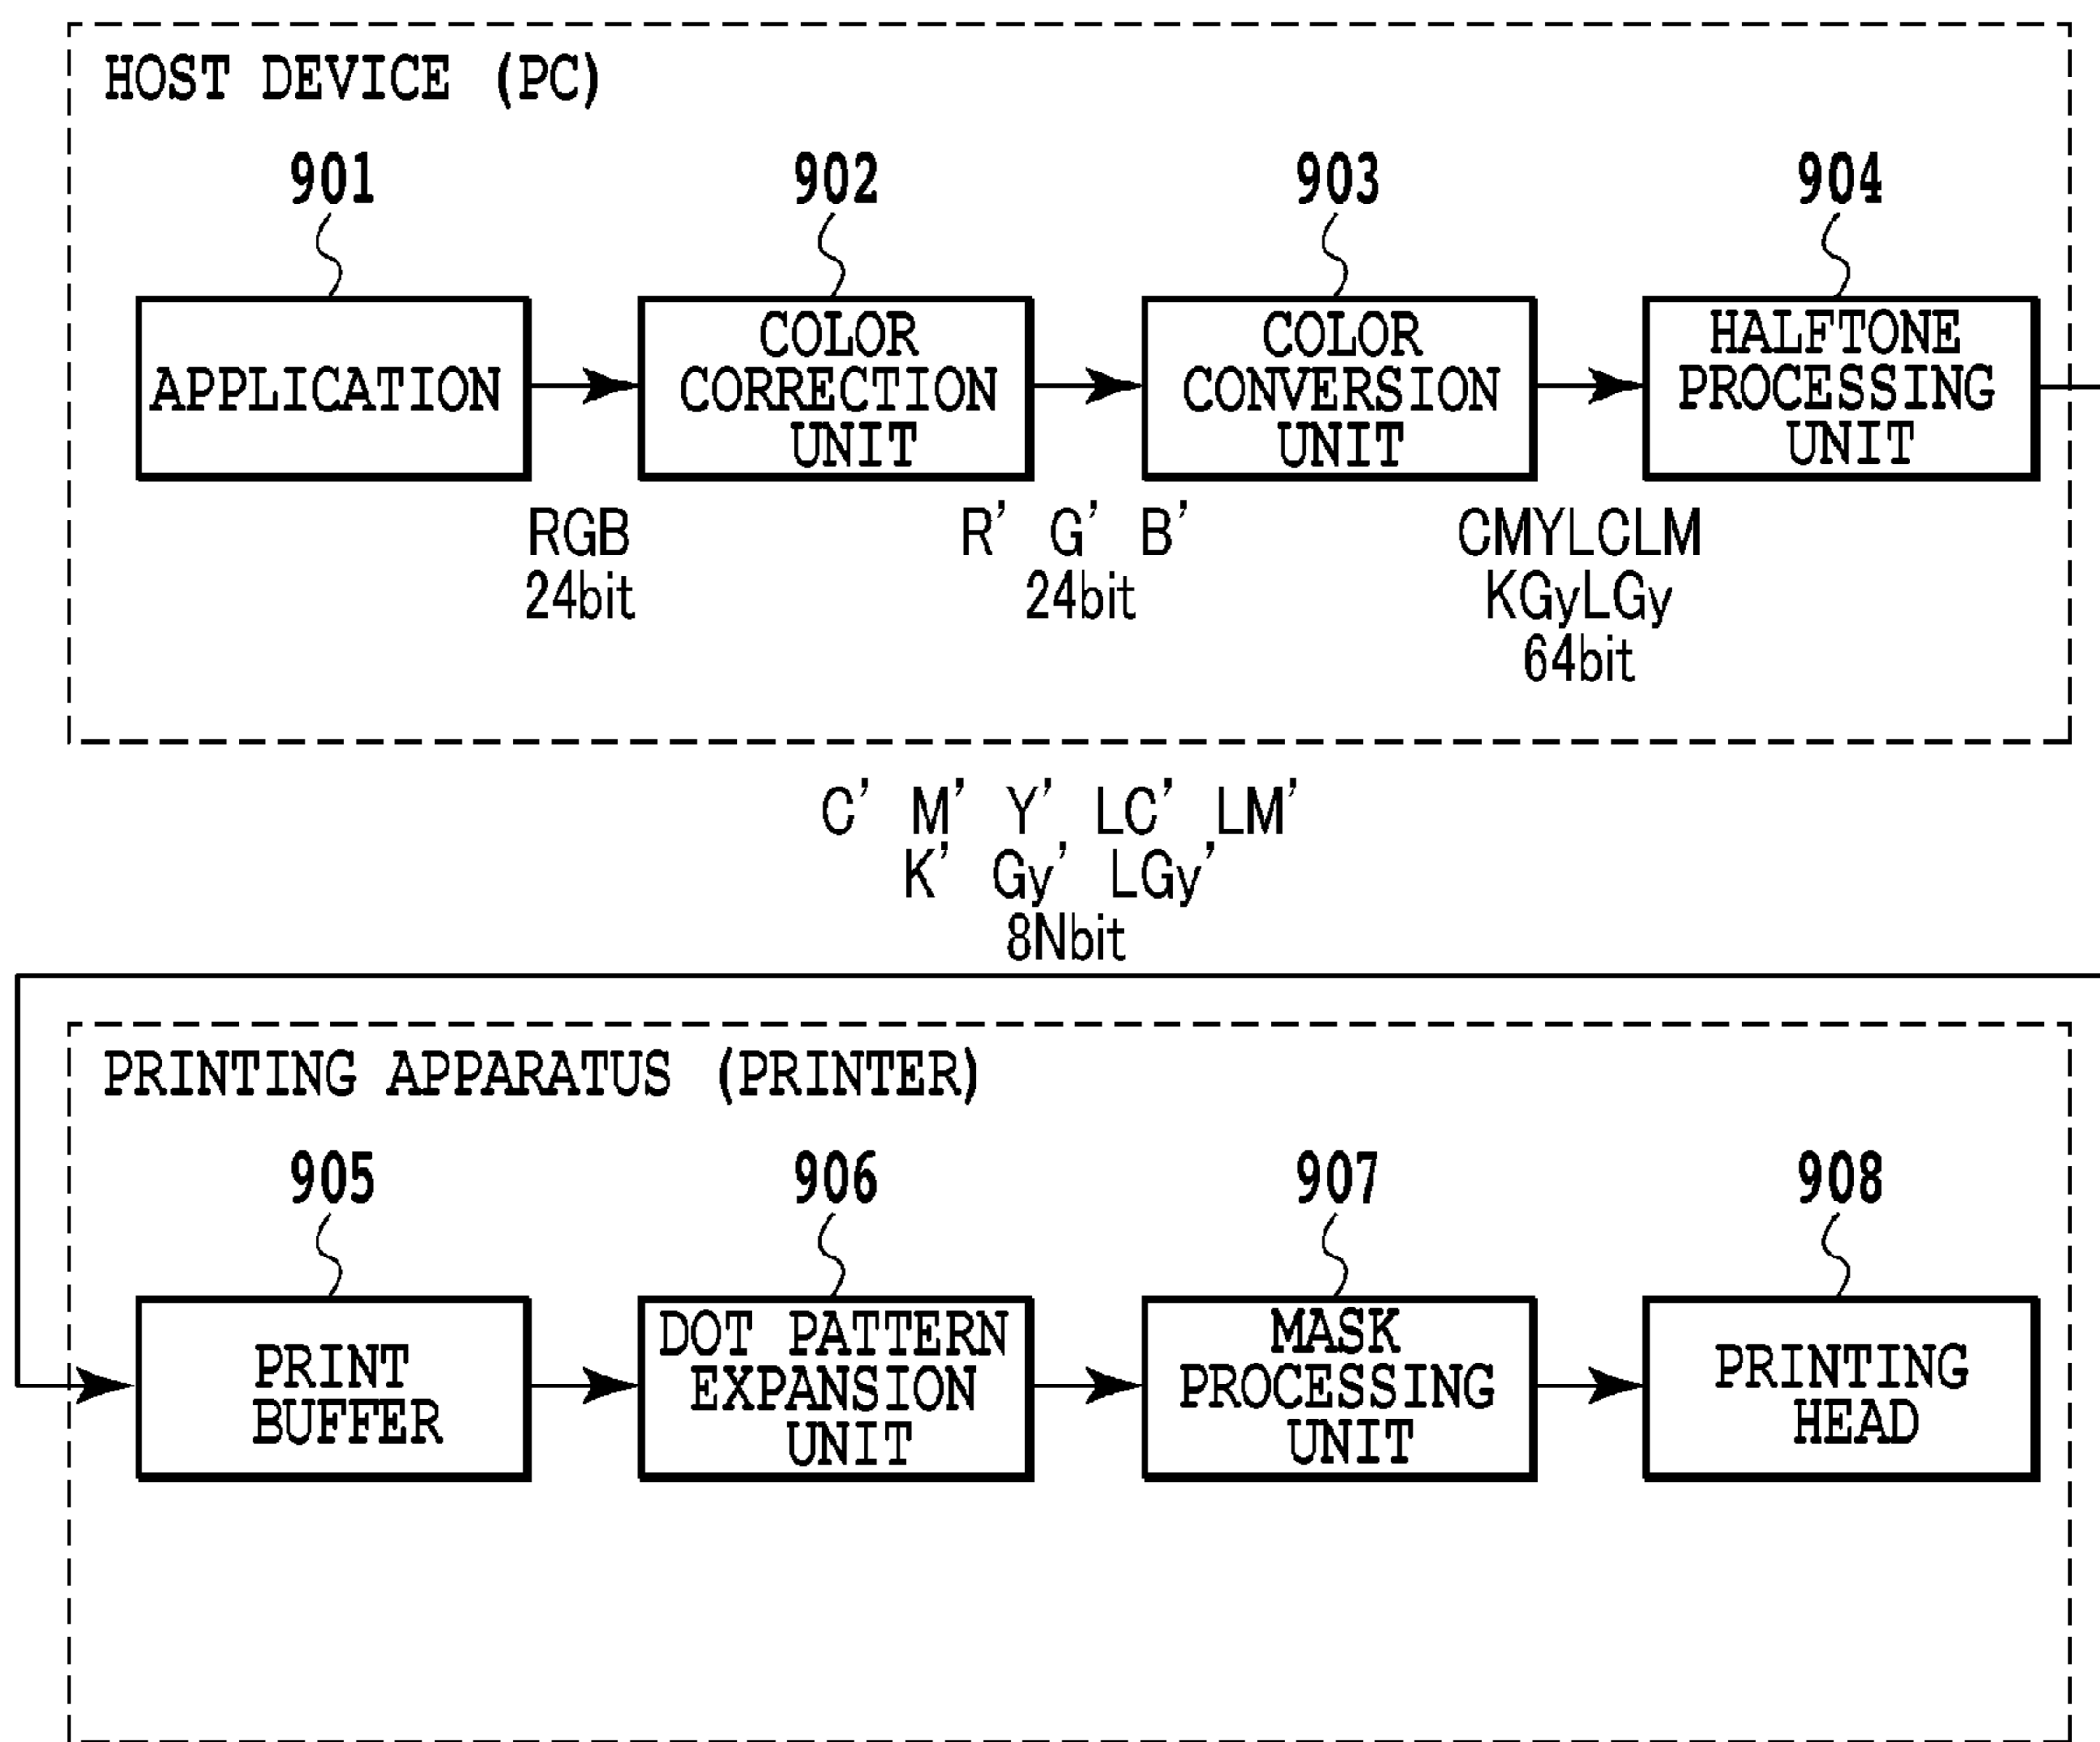 HOST DEVICE (PC)
901
902
903
904
APPLICATION
COLOR
CORRECTION
UNIT
COLOR
CONVERSION
UNIT
HALFTONE
PROCESSING
UNIT
RGB
24bit
R' G' B'
24bit
CMYLCLM
KGyLGy
64bit
C' M' Y' LC' LM'
K' Gy' LGy'
8Nbit
PRINTING APPARATUS (PRINTER)
905
906
907
908
PRINT
BUFFER
DOT PATTERN
EXPANSION
UNIT
MASK
PROCESSING
UNIT
PRINTING
HEAD